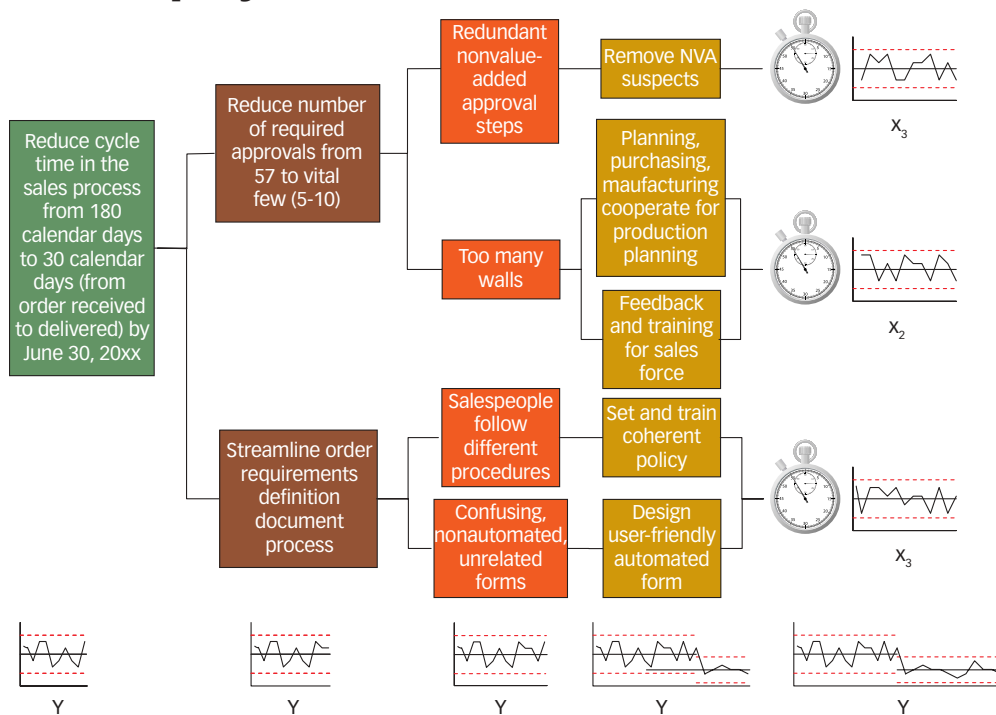 Reduce cycle
time in the
sales process
from 180
calendar days
to 30 calendar
days (from
order received
to delivered) by
June 30, 20xx
Reduce number
of required
approvals from
57 to vital
few (5-10)
Streamline order
requirements
definition
document
process
Redundant
nonvalue-
added
approval
steps
Too many
walls
Salespeople
follow
different
procedures
Confusing,
nonautomated,
unrelated
forms
Remove NVA
suspects
Planning,
purchasing,
maufacturing
cooperate for
production
planning
Feedback
and training
for sales
force
Set and train
coherent
policy
Design
user-friendly
automated
form
X3
X2
X3
Y
Y
Y
Y
Y